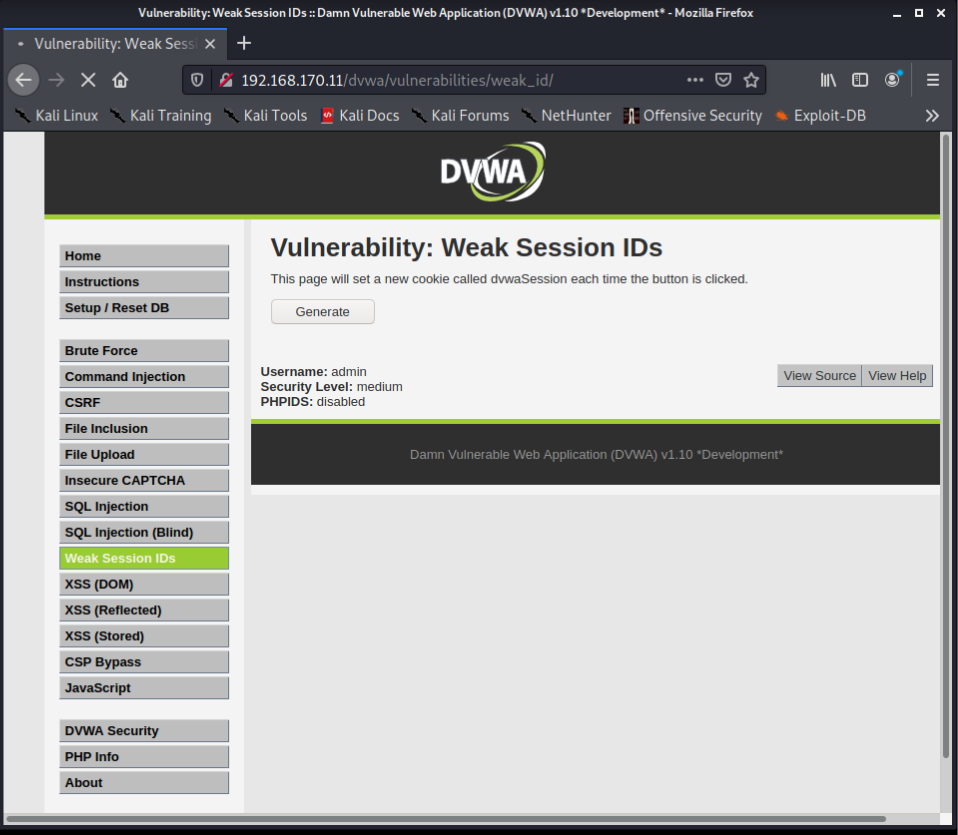 Vulnerability: Weak Session IDs :: Damn Vulnerable Web Application (DVWA) v1.10 *Development* - Mozilla Firefox
Vulnerability: Weak Sess
192.168.170.11/dvwa/vulnerabilities/weak_id/
Kali Linux Kali Training Kali Tools Kali Docs Kali Forums NetHunter Offensive Security Exploit-DB
DVWA
Home
Instructions
Setup / Reset DB
Brute Force
Command Injection
CSRF
File Inclusion
File Upload
Insecure CAPTCHA
SQL Injection
SQL Injection (Blind)
Weak Session IDs
XSS (DOM)
XSS (Reflected)
XSS (Stored)
CSP Bypass
JavaScript
DVWA Security
PHP Info
About
Vulnerability: Weak Session IDs
This page will set a new cookie called dvwaSession each time the button is clicked.
Generate
Username: admin
Security Level: medium
PHPIDS: disabled
View Source View Help
Damn Vulnerable Web Application (DVWA) v1.10 *Development*